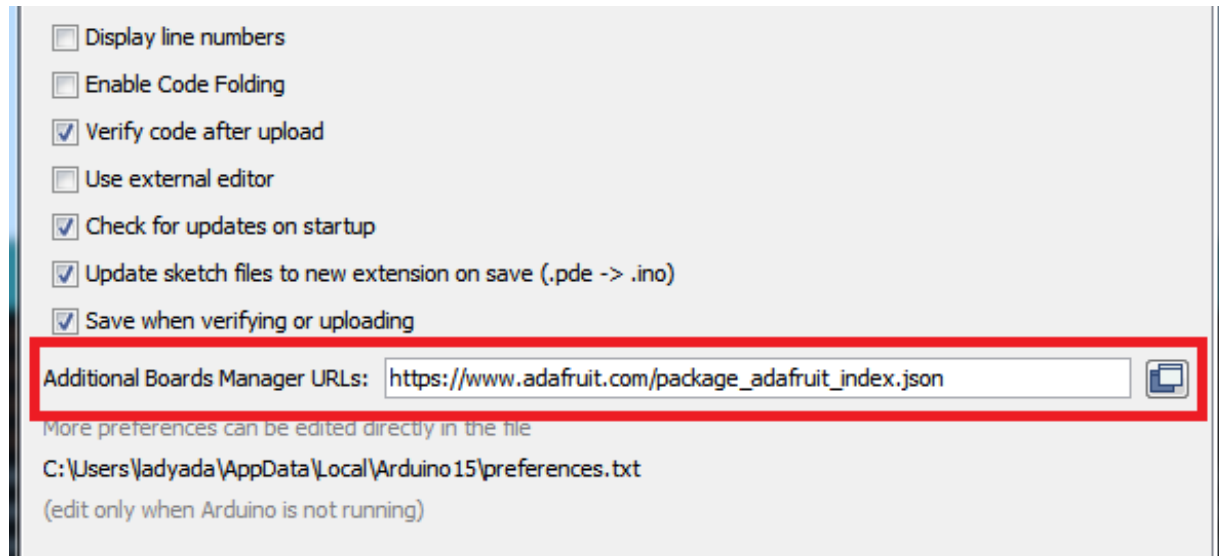 Display line numbers
Enable Code Folding
Verify code after upload
Use external editor
Check for updates on startup
Update sketch files to new extension on save (.pde -> .ino)
Save when verifying or uploading
Additional Boards Manager URLs: https://www.adafruit.com/package_adafruit_index.json
More preferences can be edited directly in the file
C:\Users\ladyada\AppData\Local\Arduino15\preferences.txt
(edit only when Arduino is not running)